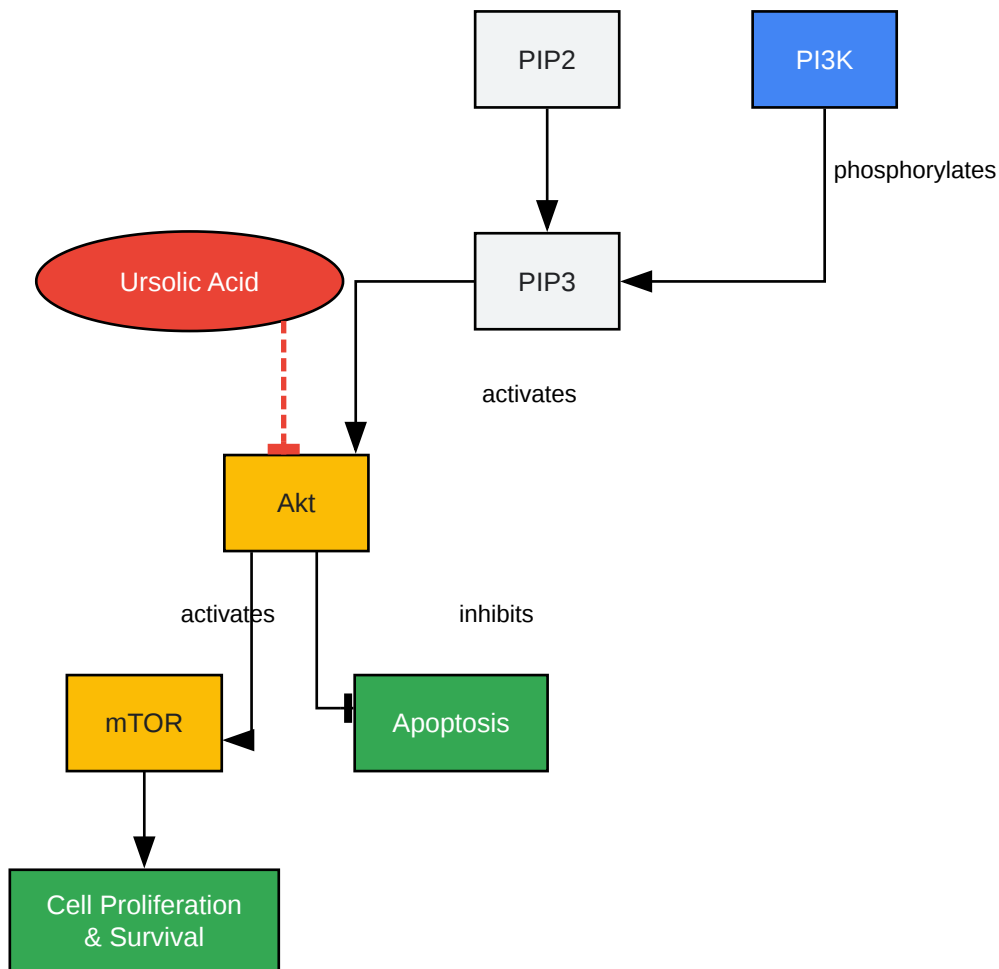 PIP2
PI3K
phosphorylates
Ursolic Acid
PIP3
activates
Akt
activates
inhibits
mTOR
Apoptosis
Cell Proliferation
& Survival